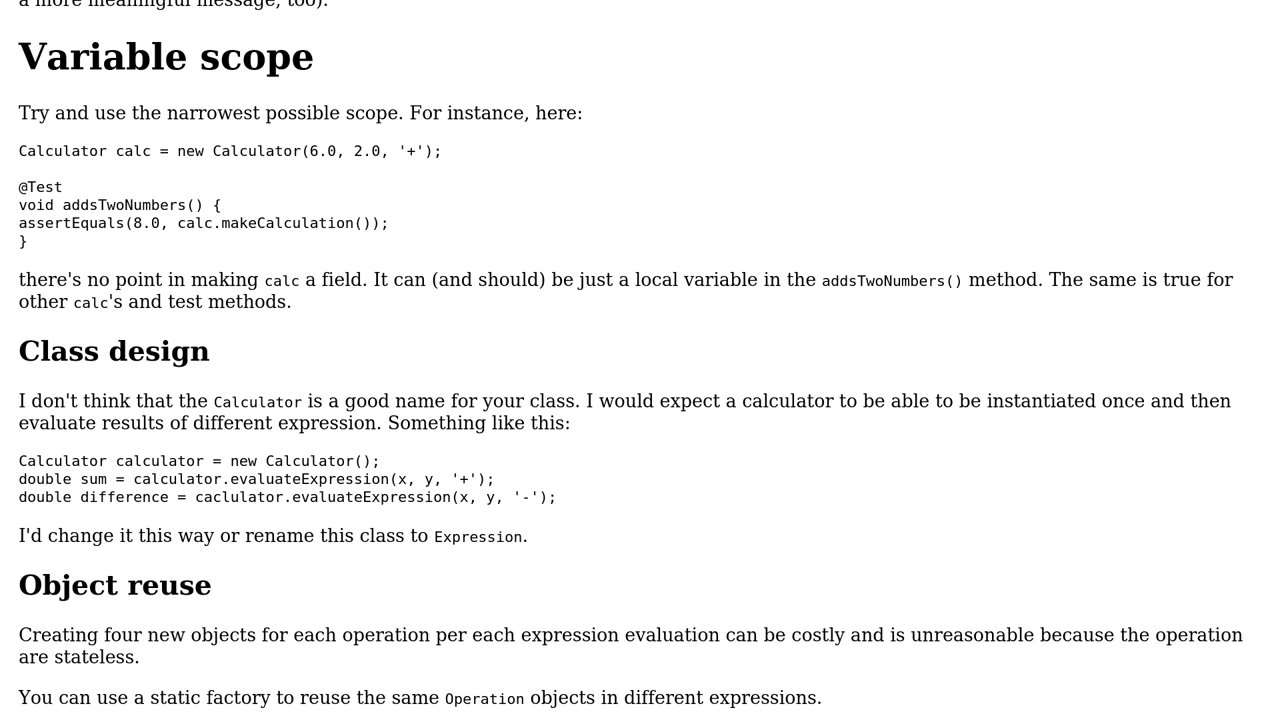 a more meaningful message, too).
Variable scope
Try and use the narrowest possible scope. For instance, here:
Calculator calc = new Calculator(6.0, 2.0, '+');
@Test
void addsTwoNumbers() {
assertEquals(8.0, calc.makeCalculation());
}
there's no point in making calc a field. It can (and should) be just a local variable in the addsTwoNumbers() method. The same is true for
other calc's and test methods.
Class design
I don't think that the Calculator is a good name for your class. I would expect a calculator to be able to be instantiated once and then
evaluate results of different expression. Something like this:
Calculator calculator = new Calculator();
double sum = calculator.evaluateExpression(x, y, '+');
double difference = caclulator.evaluateExpression(x, y, '-');
I'd change it this way or rename this class to Expression.
Object reuse
Creating four new objects for each operation per each expression evaluation can be costly and is unreasonable because the operation
are stateless.
You can use a static factory to reuse the same Operation objects in different expressions.